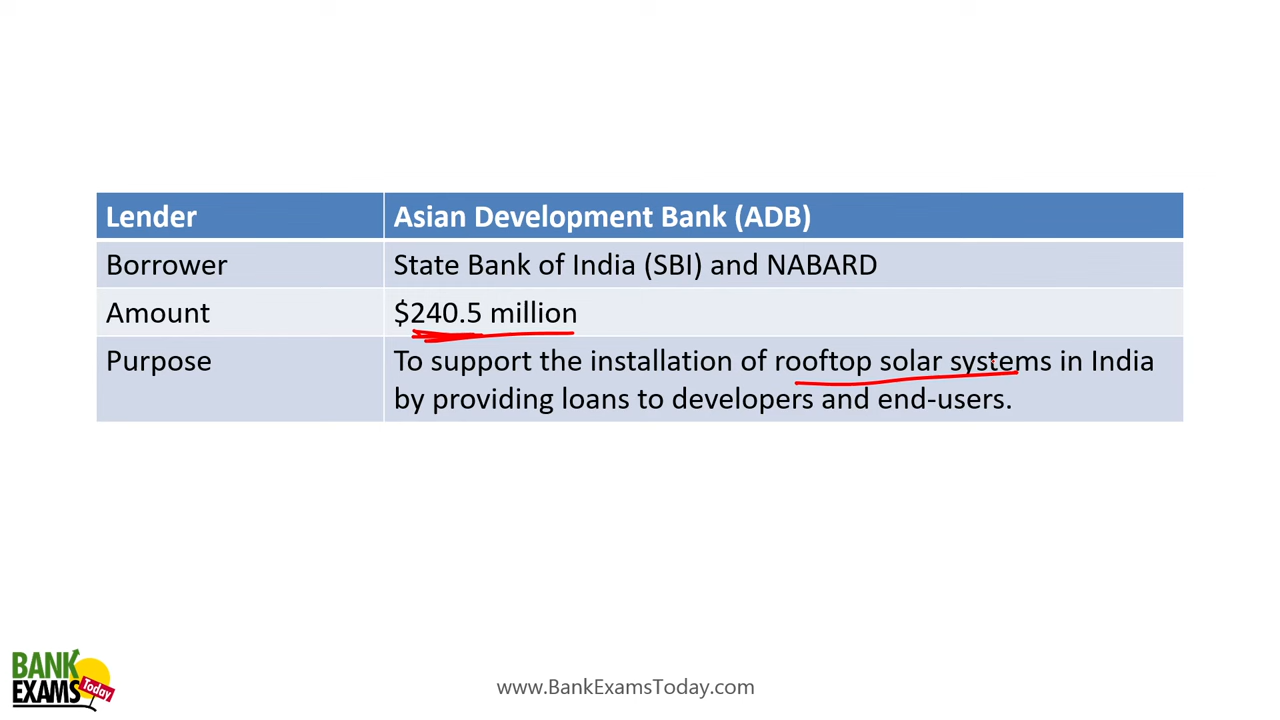 Lender Asian Development Bank (ADB)
Borrower State Bank of India (SBI) and NABARD
Amount $240.5 million
Purpose To support the installation of rooftop solar systems in India
by providing loans to developers and end-users.
BANK
EXAMS Today
www.BankExamsToday.com